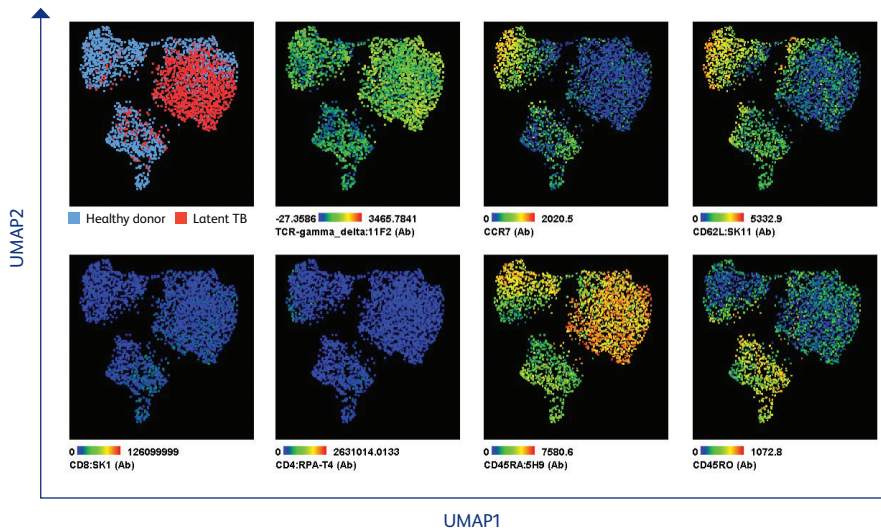 UMAP2
Healthy donor Latent TB
-27.3586 3465.7841
TCR-gamma_delta:11F2 (Ab)
0 2020.5
CCR7 (Ab)
0 5332.9
CD62L:SK11 (Ab)
0 126099999
CD8:SK1 (Ab)
0 2631014.0133
CD4:RPA-T4 (Ab)
0 7580.6
CD45RA:5H9 (Ab)
0 1072.8
CD45RO (Ab)
UMAP1